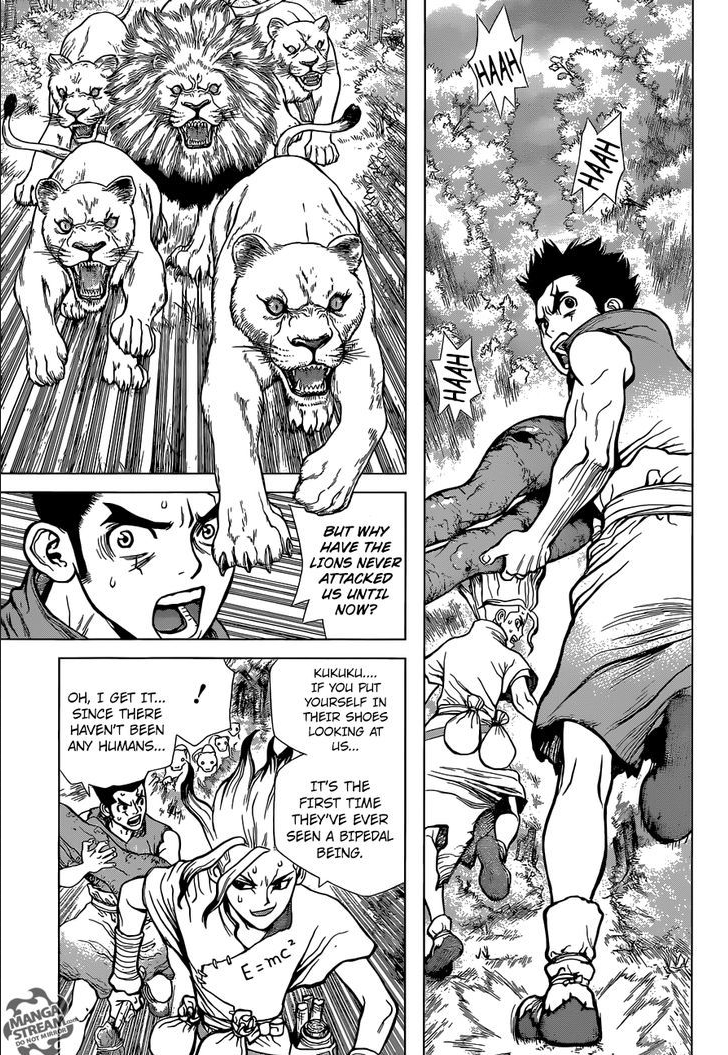 HAAH
HAAH
HAAH
BUT WHY
HAVE THE
LIONS NEVER
ATTACKED
US UNTIL
NOW?
KUKUKU....
IF YOU PUT
YOURSELF IN
THEIR SHOES
LOOKING AT
US...
IT'S THE
FIRST TIME
THEY'VE EVER
SEEN A BIPEDAL
BEING.
!
OH, I GET IT...
SINCE THERE
HAVEN'T BEEN
ANY HUMANS...
E=mc²
MANGA
STREAM
DO NOT MIRROR